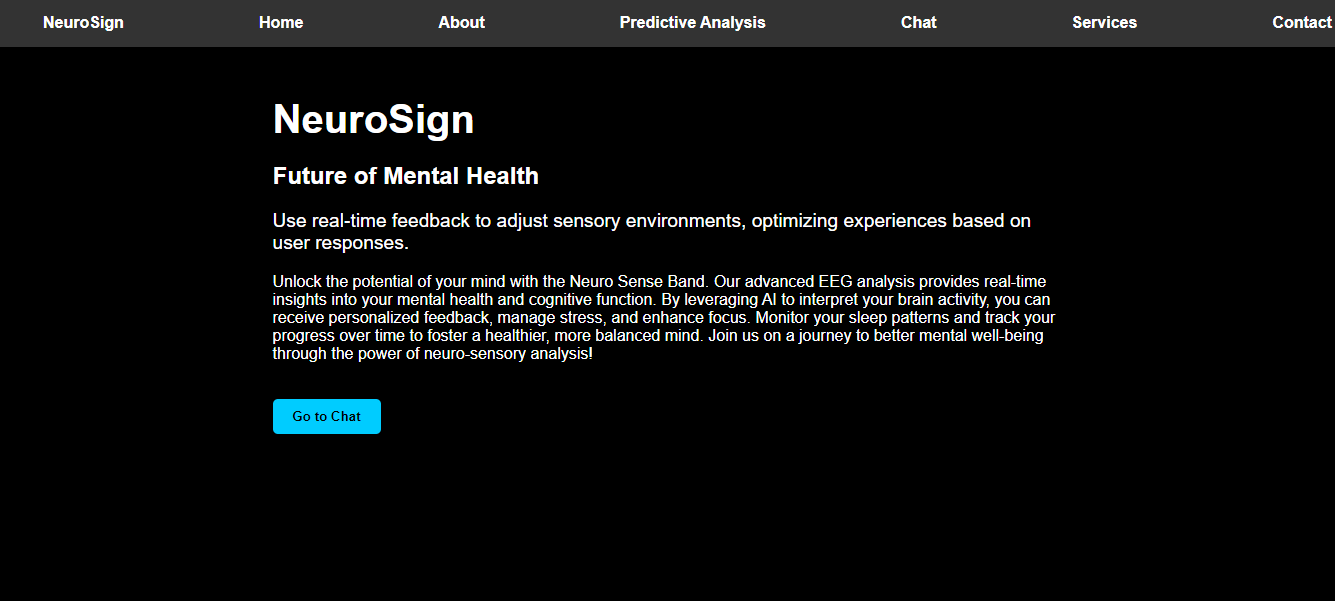 NeuroSign Home About Predictive Analysis Chat Services Contact
NeuroSign
Future of Mental Health
Use real-time feedback to adjust sensory environments, optimizing experiences based on
user responses.
Unlock the potential of your mind with the Neuro Sense Band. Our advanced EEG analysis provides real-time
insights into your mental health and cognitive function. By leveraging AI to interpret your brain activity, you can
receive personalized feedback, manage stress, and enhance focus. Monitor your sleep patterns and track your
progress over time to foster a healthier, more balanced mind. Join us on a journey to better mental well-being
through the power of neuro-sensory analysis!
Go to Chat